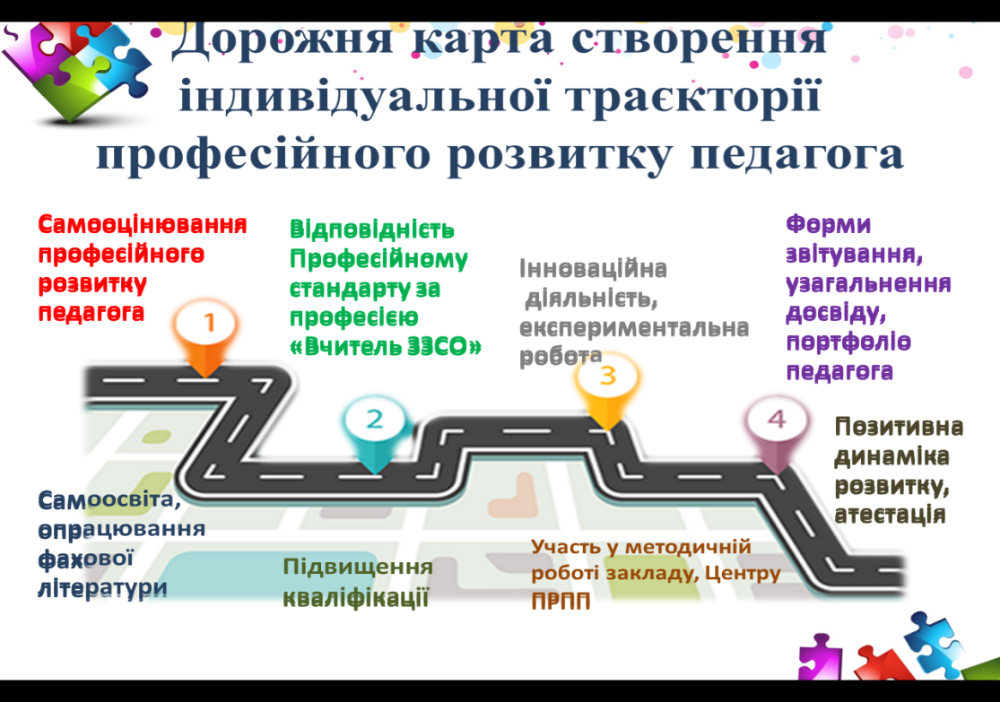 Дорожня карта створення
індивідуальної траєкторії
професійного розвитку педагога
Самооцінювання
професійного
розвитку
педагога
1
Відповідність
Професійному
стандарту за
професією
«Вчитель ЗЗСО»
2
Інноваційна
діяльність,
експериментальна
робота
3
Форми
звітування,
узагальнення
досвіду,
портфоліо
педагога
4
Позитивна
динаміка
розвитку,
атестація
Самоосвіта,
опрацювання
фахової
літератури
Підвищення
кваліфікації
Участь у методичній
роботі закладу, Центру
ПРПП